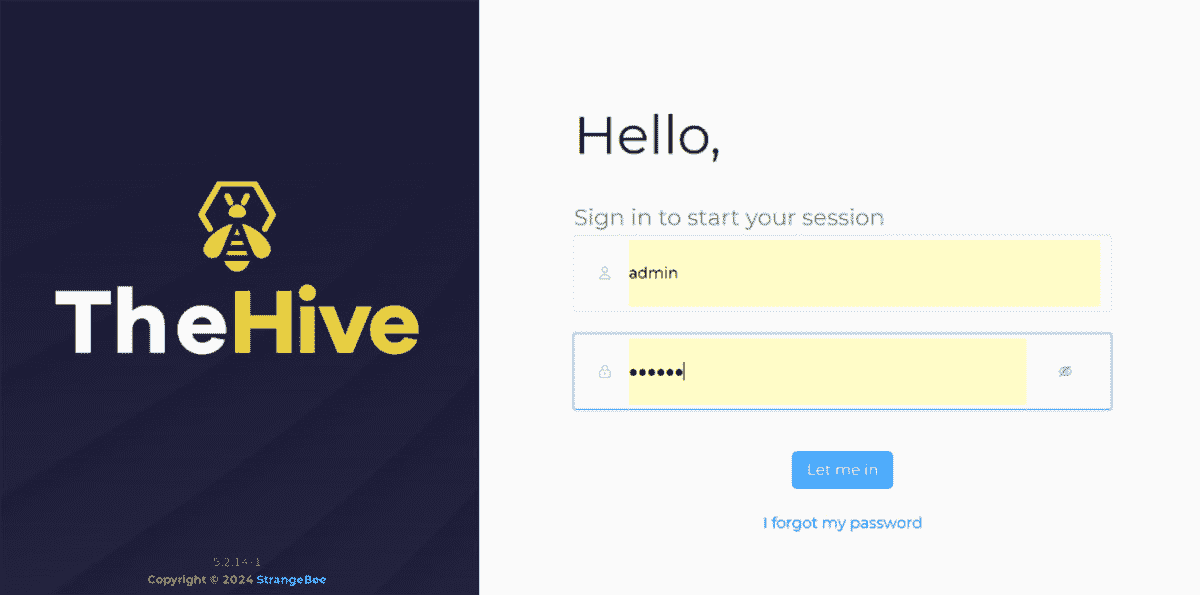 TheHive
5.2.14-1
Copyright © 2024 StrangeBee
Hello,
Sign in to start your session
admin
••••••
Let me in
I forgot my password